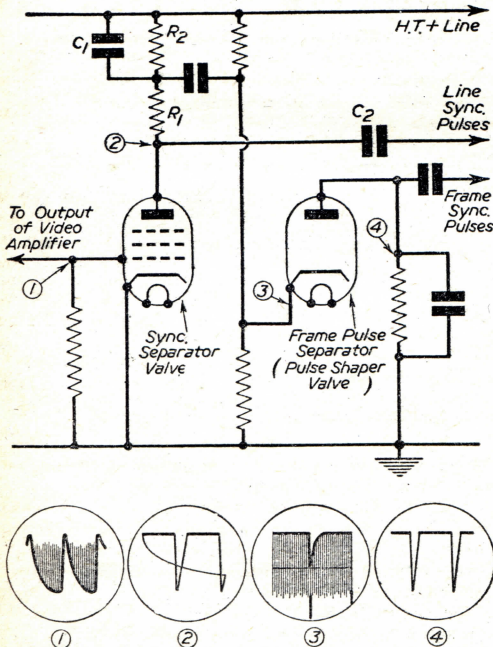 H.T.+ Line
C1
R2
R1
C2
Line
Sync.
Pulses
②
To Output
of Video
Amplifier
①
Frame
Sync.
Pulses
④
③
Sync.
Separator
Valve
Frame Pulse
Separator
( Pulse Shaper
Valve )
①
②
③
④